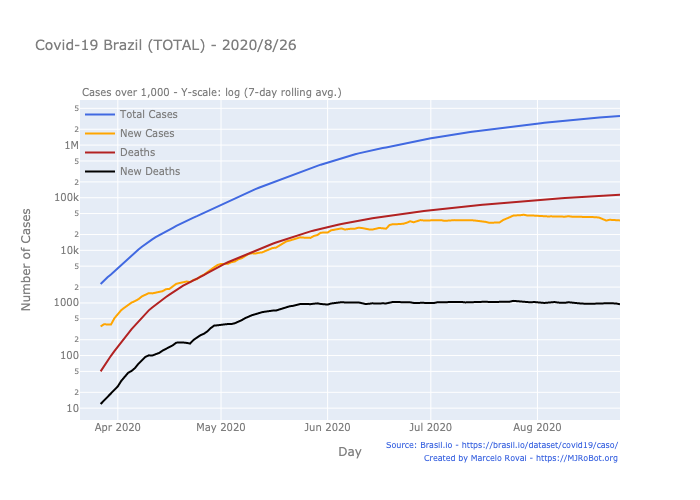 Covid-19 Brazil (TOTAL) - 2020/8/26
Cases over 1,000 - Y-scale: log (7-day rolling avg.)
Total Cases
New Cases
Deaths
New Deaths
Number of Cases
5
2
1M
5
2
100k
5
2
10k
5
2
1000
5
2
100
5
2
10
Apr 2020 May 2020 Jun 2020 Jul 2020 Aug 2020
Day
Source: Brasil.io - https://brasil.io/dataset/covid19/caso/
Created by Marcelo Rovai - https://MJRoBot.org